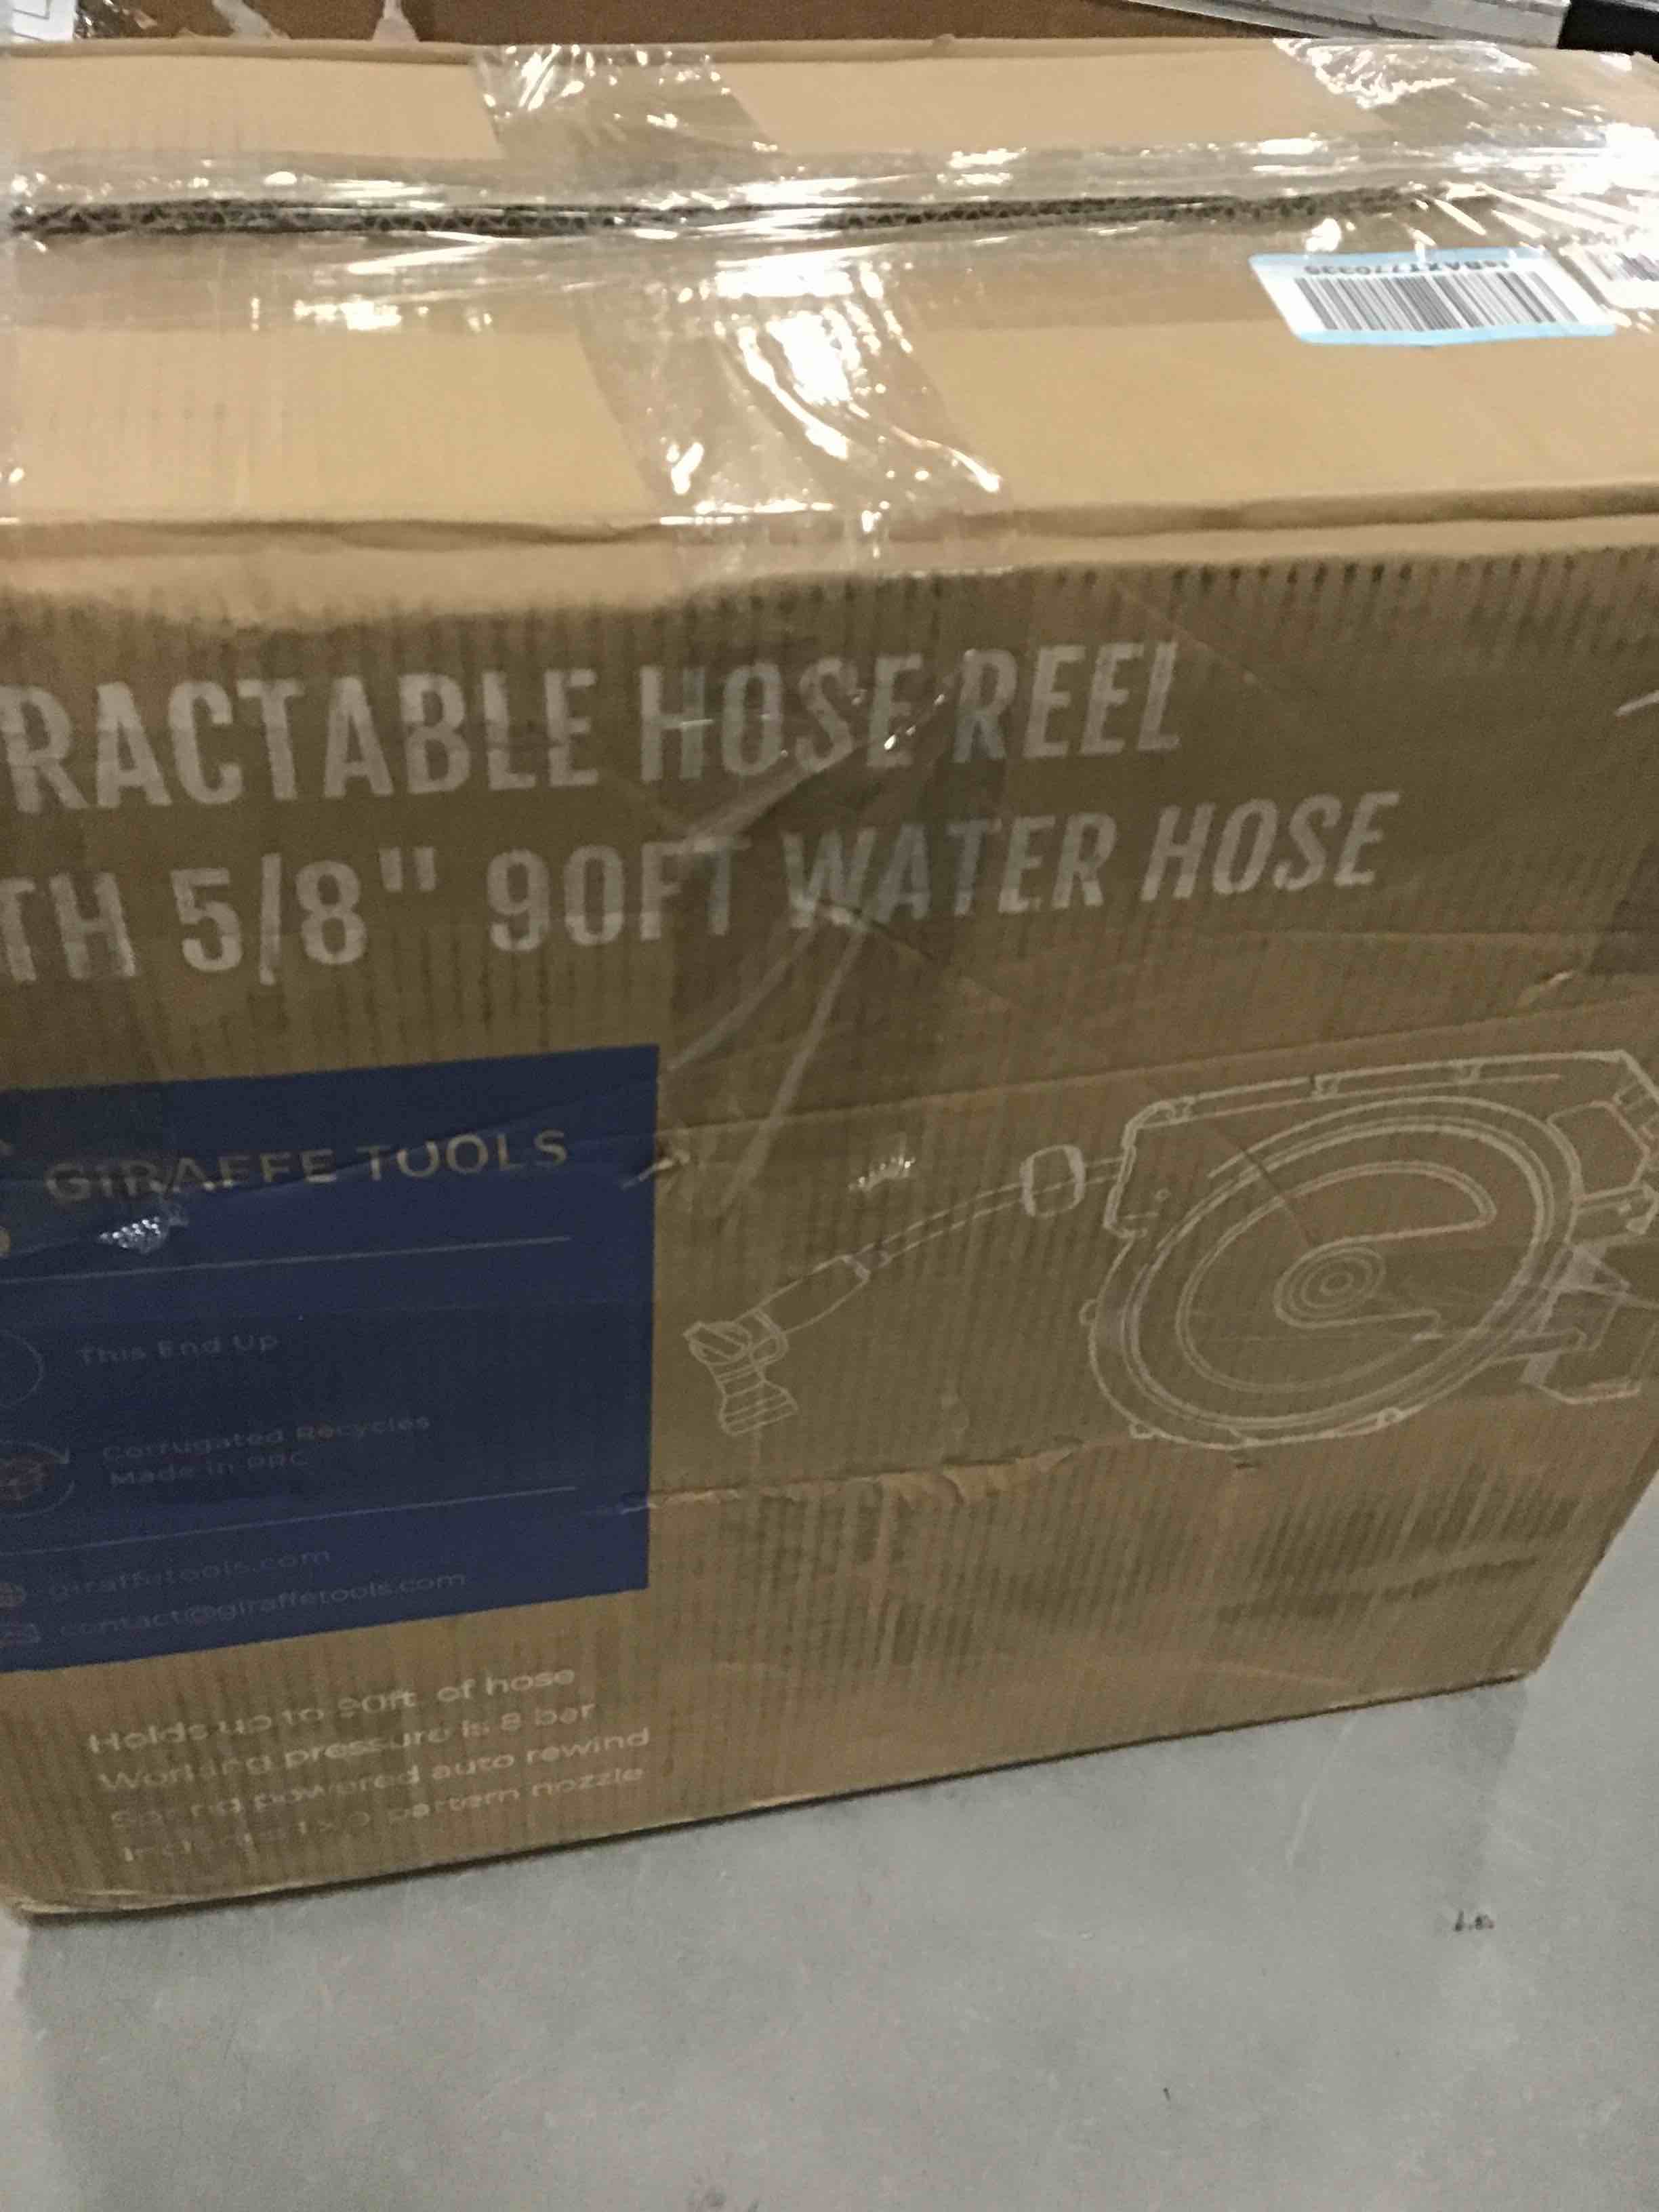 RACTABLE HOSE REEL
TH 5/8" 90FT WATER HOSE
GIRAFFE TOOLS
This End Up
Corrugated Recycles
Made in PRC
giraffetools.com
contact@giraffetools.com
Holds up to 90ft. of hose
Working pressure is 8 bar
Spring powered auto rewind
pattern nozzle